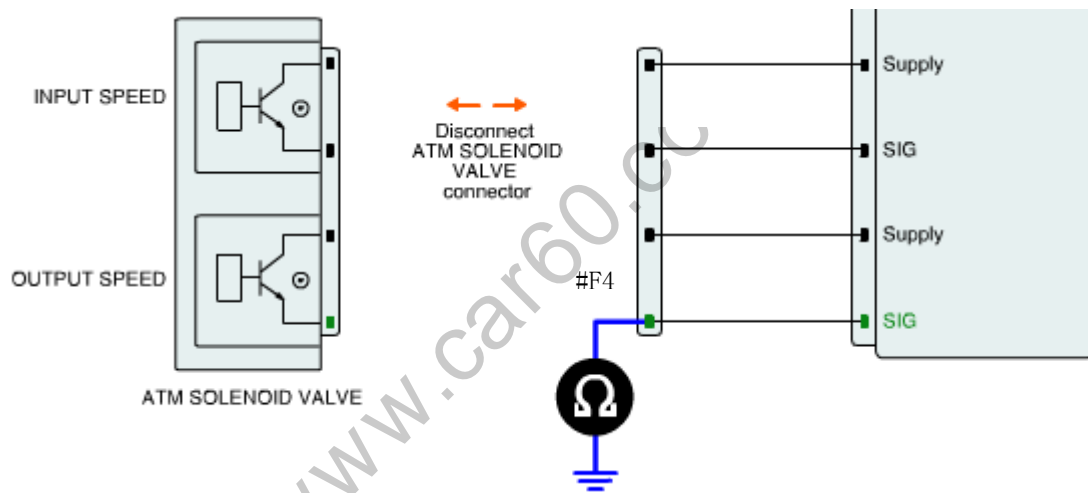 INPUT SPEED
OUTPUT SPEED
ATM SOLENOID VALVE
Disconnect
ATM SOLENOID
VALVE
connector
#F4
Ω
Supply
SIG
Supply
SIG
www.car60.cc